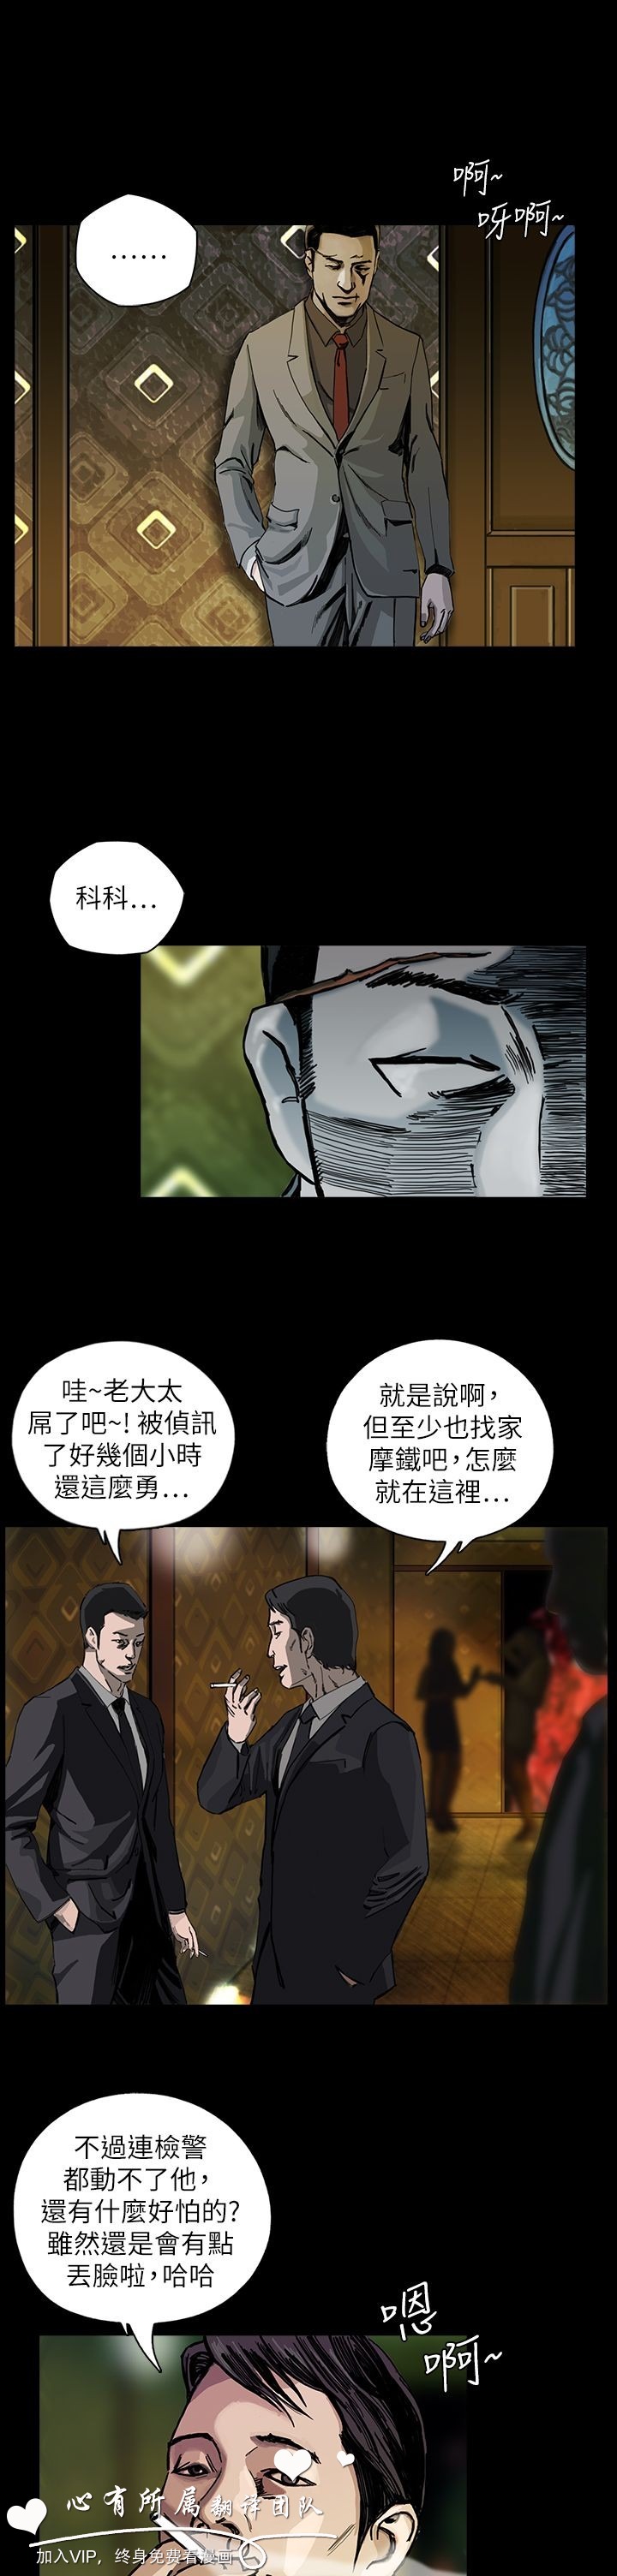 啊~
呀啊~
......
科科...
哇~老大太
屌了吧~! 被偵訊
了好幾個小時
還這麼勇...
就是說啊,
但至少也找家
摩鐵吧,怎麼
就在這裡...
不過連檢警
都動不了他,
還有什麼好怕的?
雖然還是會有點
丟臉啦,哈哈
嗯
啊~
心有所属翻译团队
加入VIP，终身免费看漫画